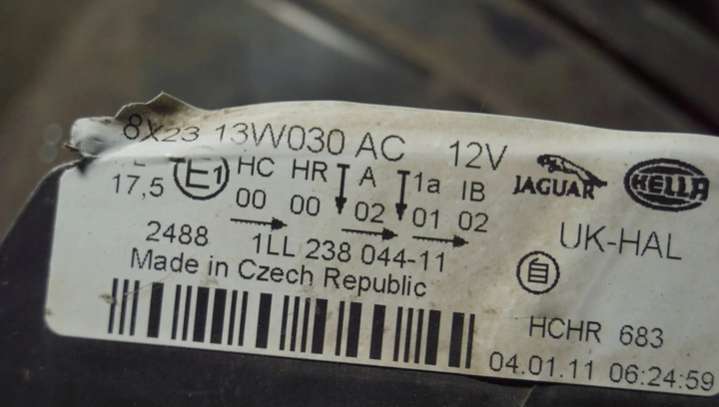 8X23 13W030 AC 12V
JAGUAR HELLA
17,5 E1 HC HR A 1a IB
00 00 02 01 02
UK-HAL
2488 1LL 238 044-11
Made in Czech Republic
HCHR 683
04.01.11 06:24:59